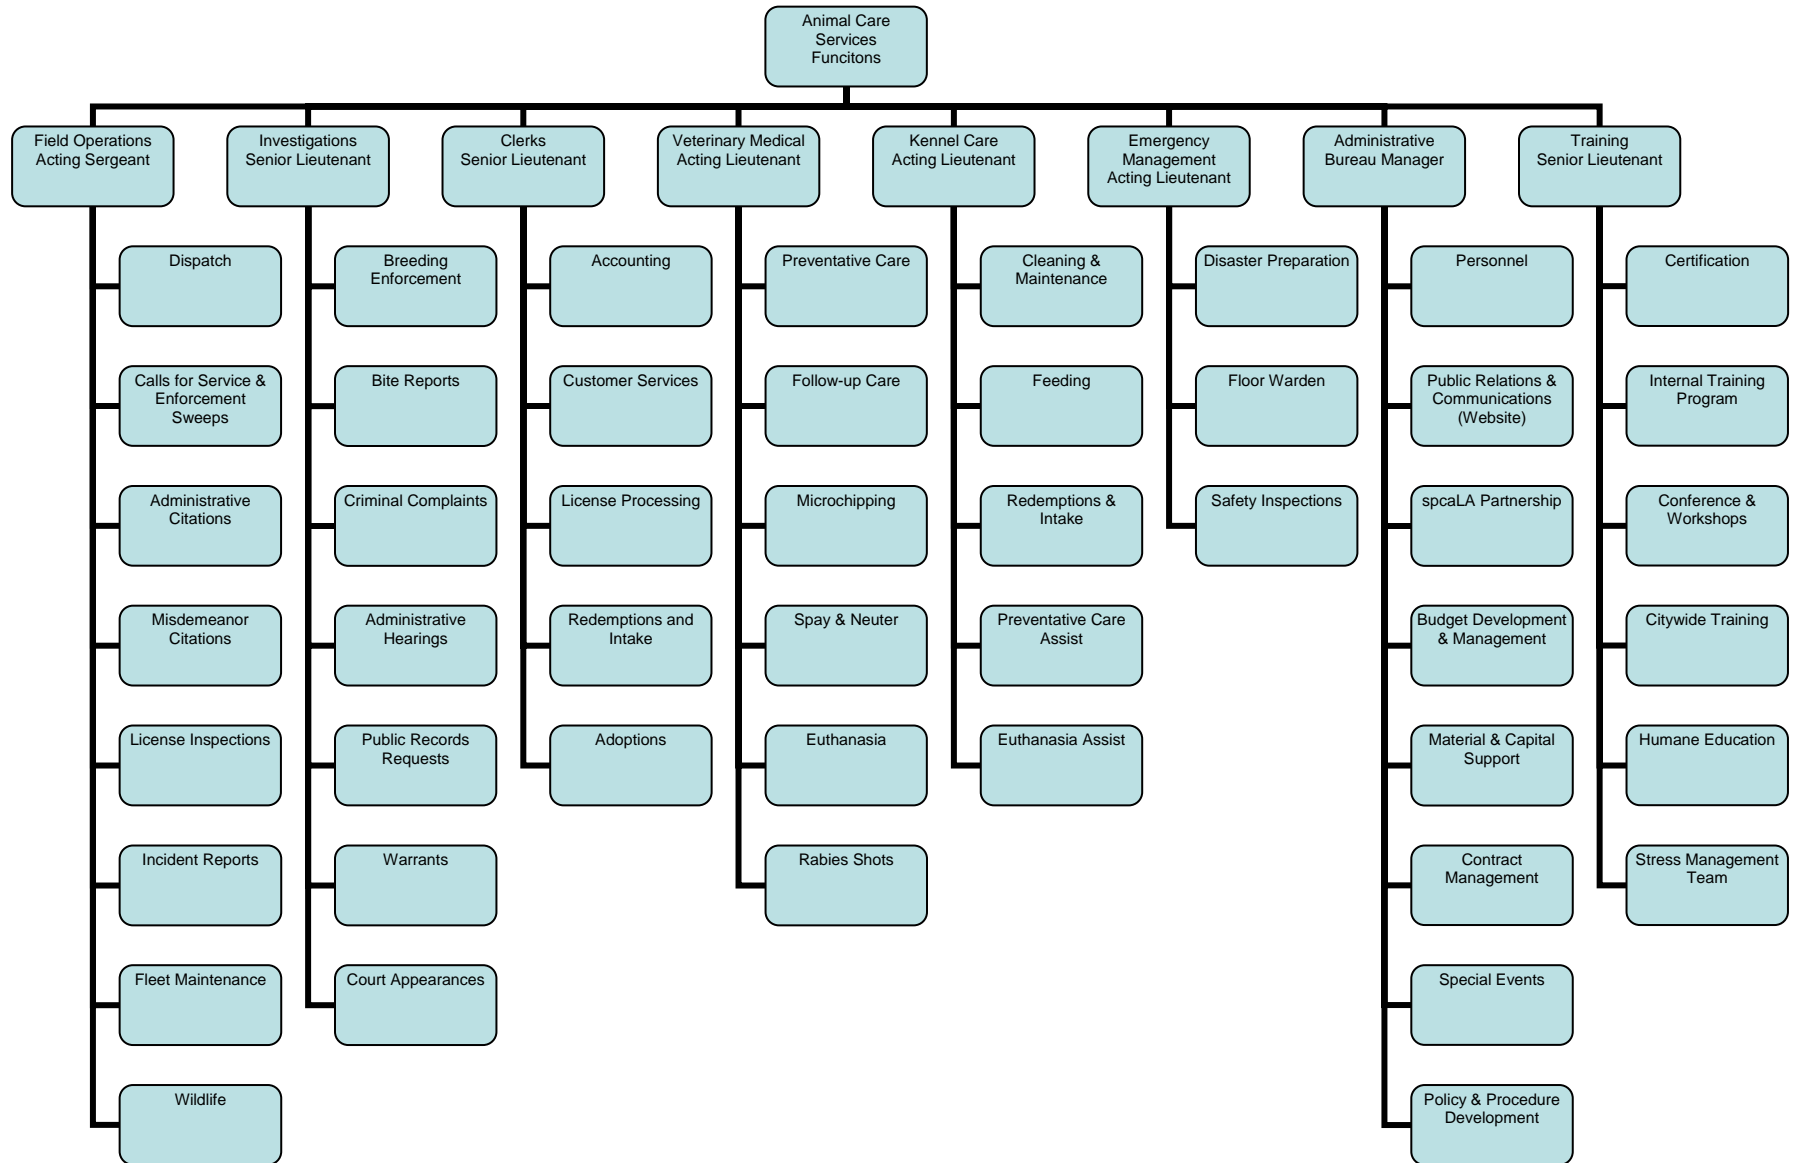 Animal Care
Services
Funcitons
Field Operations
Acting Sergeant
Investigations
Senior Lieutenant
Clerks
Senior Lieutenant
Veterinary Medical
Acting Lieutenant
Kennel Care
Acting Lieutenant
Emergency
Management
Acting Lieutenant
Administrative
Bureau Manager
Training
Senior Lieutenant
Dispatch
Calls for Service &
Enforcement
Sweeps
Administrative
Citations
Misdemeanor
Citations
License Inspections
Incident Reports
Fleet Maintenance
Wildlife
Breeding
Enforcement
Bite Reports
Criminal Complaints
Administrative
Hearings
Public Records
Requests
Warrants
Court Appearances
Accounting
Customer Services
License Processing
Redemptions and
Intake
Adoptions
Preventative Care
Follow-up Care
Microchipping
Spay & Neuter
Euthanasia
Rabies Shots
Cleaning &
Maintenance
Feeding
Redemptions &
Intake
Preventative Care
Assist
Euthanasia Assist
Disaster Preparation
Floor Warden
Safety Inspections
Personnel
Public Relations &
Communications
(Website)
spcaLA Partnership
Budget Development
& Management
Material & Capital
Support
Contract
Management
Special Events
Policy & Procedure
Development
Certification
Internal Training
Program
Conference &
Workshops
Citywide Training
Humane Education
Stress Management
Team